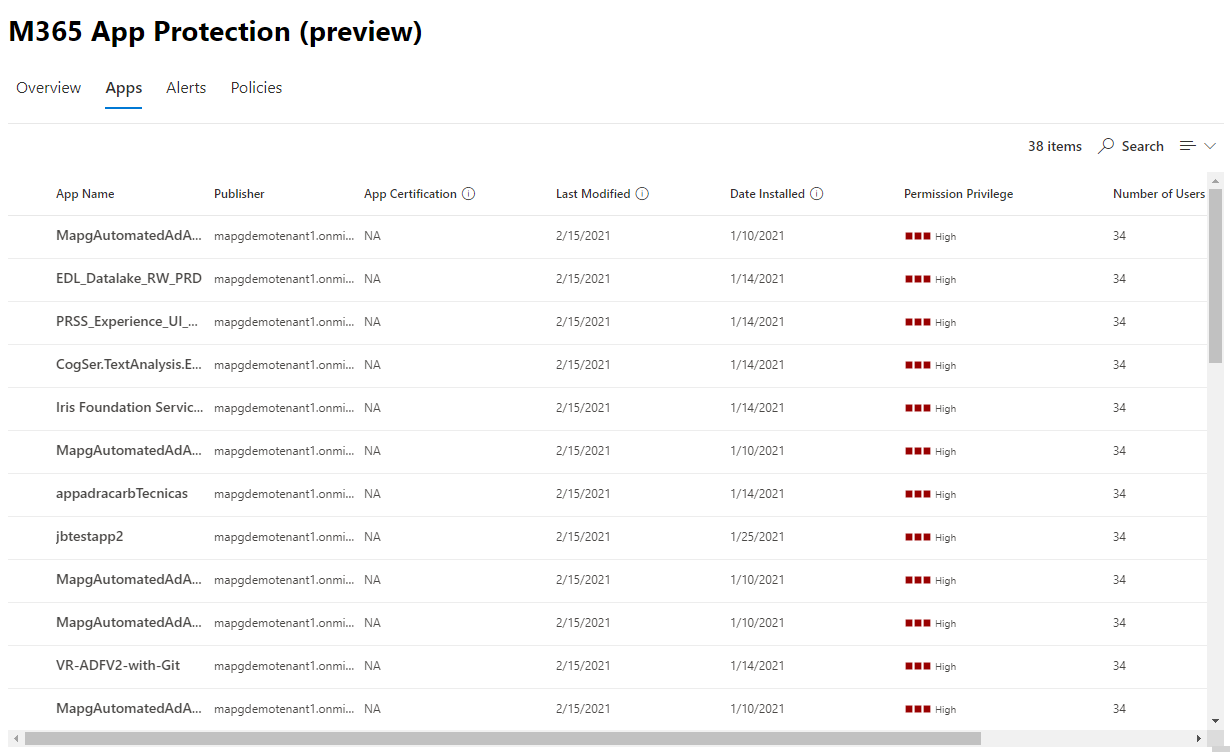 M365 App Protection (preview)
Overview Apps Alerts Policies
38 items Search
App Name Publisher App Certification Last Modified Date Installed Permission Privilege Number of Users
MapgAutomatedAdA... mapgdemotenant1.onmi... NA 2/15/2021 1/10/2021 High 34
EDL_Datalake_RW_PRD mapgdemotenant1.onmi... NA 2/15/2021 1/14/2021 High 34
PRSS_Experience_UI_... mapgdemotenant1.onmi... NA 2/15/2021 1/14/2021 High 34
CogSer.TextAnalysis.E... mapgdemotenant1.onmi... NA 2/15/2021 1/14/2021 High 34
Iris Foundation Servic... mapgdemotenant1.onmi... NA 2/15/2021 1/14/2021 High 34
MapgAutomatedAdA... mapgdemotenant1.onmi... NA 2/15/2021 1/10/2021 High 34
appadracarbTecnicas mapgdemotenant1.onmi... NA 2/15/2021 1/14/2021 High 34
jbtestapp2 mapgdemotenant1.onmi... NA 2/15/2021 1/25/2021 High 34
MapgAutomatedAdA... mapgdemotenant1.onmi... NA 2/15/2021 1/10/2021 High 34
MapgAutomatedAdA... mapgdemotenant1.onmi... NA 2/15/2021 1/10/2021 High 34
VR-ADFV2-with-Git mapgdemotenant1.onmi... NA 2/15/2021 1/14/2021 High 34
MapgAutomatedAdA... mapgdemotenant1.onmi... NA 2/15/2021 1/10/2021 High 34